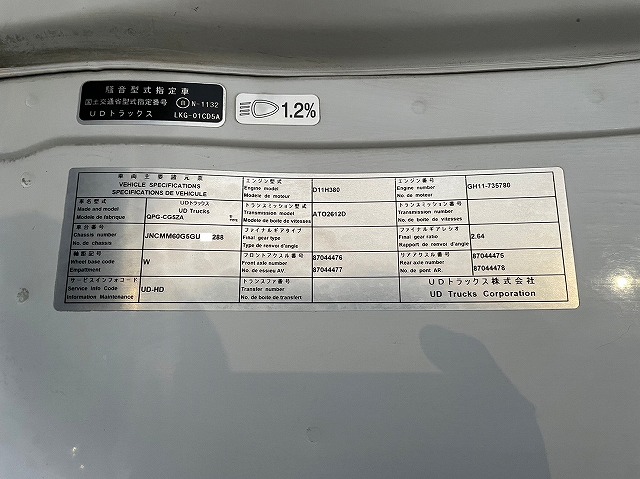 騒音型式指定車
国土交通省型式指定番号 自 N-1132
UDトラックス LKG-01CD5A
1.2%
車両主要諸元表
VEHICLE SPECIFICATIONS
SPECIFICATIONS DE VEHICULE
エンジン型式
Engine model
Modele de moteur
D11H380
エンジン番号
Engine number
No de moteur
GH11-735780
車名型式
Made and model
Modele de fabrique
UDトラックス
UD Trucks
QPG-CG5ZA
トランスミッション型式
Transmission model
Modele de boite de vitesses
ATO2612D
トランスミッション番号
Transmission number
No de boite de vitesses
車台番号
Chassis number
No. de chassis
JNCMM60G5GU 288
ファイナルギアタイプ
Final gear type
Type de renvoi d'angle
ファイナルギアレシオ
Final gear ratio
Rapport de renvoi d'angle
2.64
軸距記号
Wheel base code
Empattment
W
フロントアクスル番号
Front axle number
No. de essieu AV.
87044476
87044477
リアアクスル番号
Rear axle number
No. de pont AR.
87044475
87044478
サービスインフォコード
Service Info Code
Information Maintenance
UD-HD
トランスファ番号
Transfer number
No. de boite de transfert
UDトラックス株式会社
UD Trucks Corporation